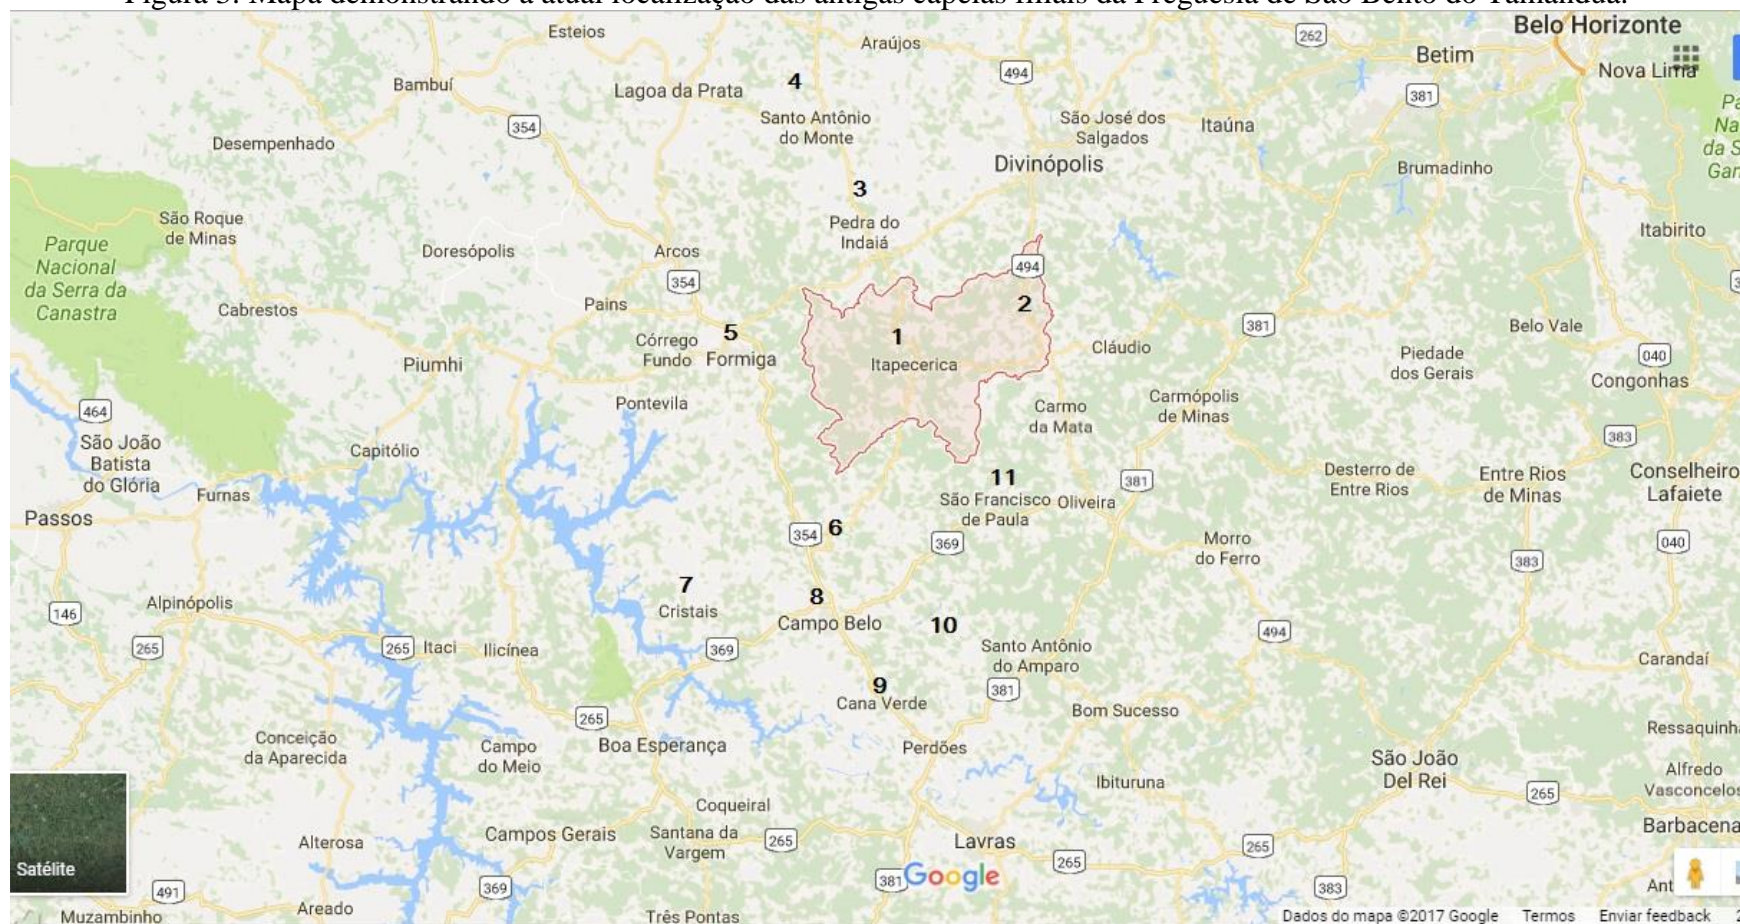 Figura 3: Mapa demonstrando a atual localização das antigas capelas filiais da Freguesia de São Bento do Tamanduá.
Belo Horizonte
Esteios
Araújos
262
Betim
Nova Lima
Bambuí
Lagoa da Prata
4
494
381
Santo Antônio
do Monte
São José dos
Salgados
Itaúna
354
Desempenhado
Divinópolis
Brumadinho
3
São Roque
de Minas
Pedra do
Indaiá
Itabirito
Parque
Nacional
da Serra da
Canastra
Doresópolis
Arcos
494
354
Cabrestos
Pains
2
381
Belo Vale
5
1
Córrego
Fundo
Formiga
Itapecerica
Cláudio
Piumhi
Piedade
dos Gerais
040
Congonhas
Pontevila
Carmo
da Mata
Carmópolis
de Minas
464
383
São João
Batista
do Glória
Capitólio
11
381
Desterro de
Entre Rios
Entre Rios
de Minas
Conselheiro
Lafaiete
Furnas
São Francisco
de Paula
Oliveira
Passos
354
6
369
Morro
do Ferro
040
383
7
Cristais
8
Campo Belo
10
Alpinópolis
146
494
265
265
Itaci
Ilicínea
369
Santo Antônio
do Amparo
Carandaí
381
9
Cana Verde
Bom Sucesso
265
Conceição
da Aparecida
Campo
do Meio
Boa Esperança
Perdões
São João
Del Rei
Alfredo
Vasconcelos
Ibituruna
265
Coqueiral
Campos Gerais
Santana da
Vargem
265
Lavras
265
265
Barbacena
Alterosa
Satélite
491
369
381
Google
383
Areado
Muzambinho
Três Pontas
Dados do mapa ©2017 Google
Termos
Enviar feedback